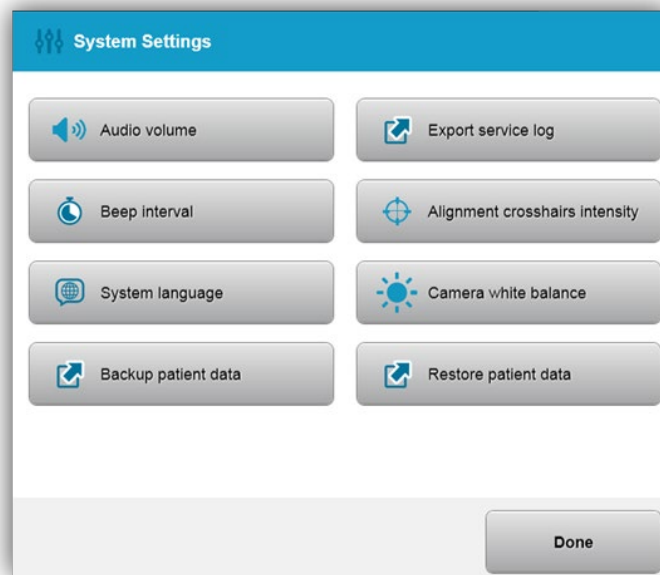 System Settings
Audio volume
Export service log
Beep interval
Alignment crosshairs intensity
System language
Camera white balance
Backup patient data
Restore patient data
Done